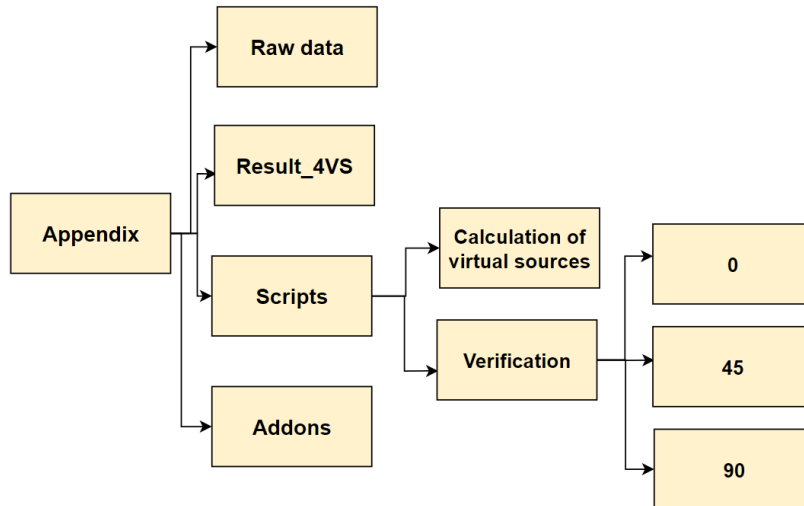 Raw data
Result_4VS
Appendix
Calculation of
virtual sources
0
Scripts
Verification
45
Addons
90